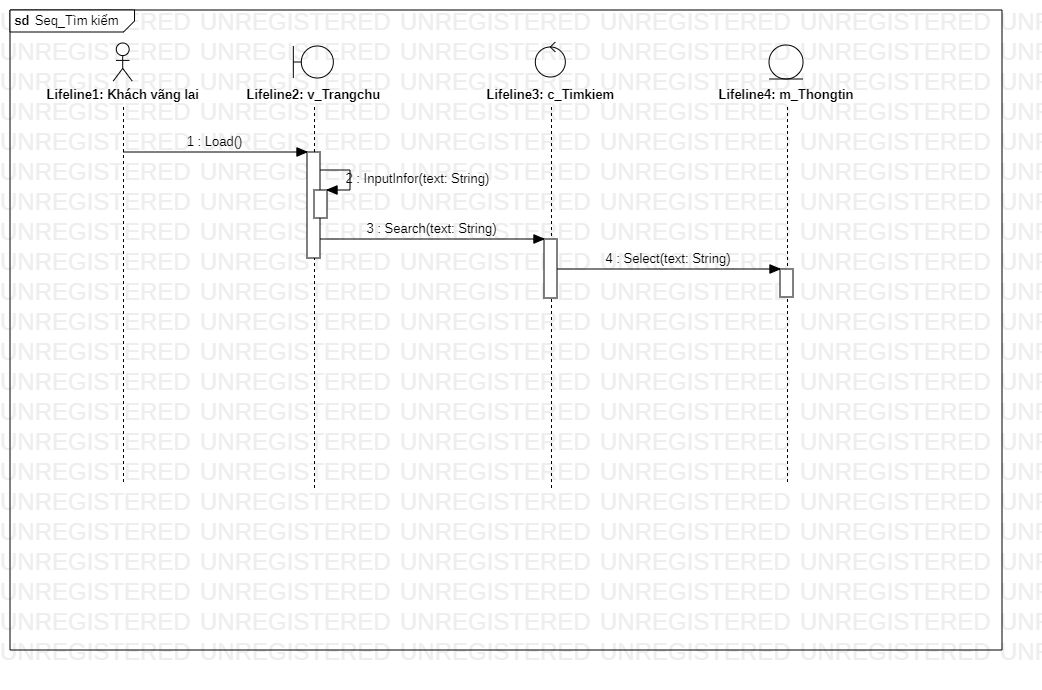 sd Seq_Tìm kiếm
Lifeline1: Khách vãng lai
Lifeline2: v_Trangchu
Lifeline3: c_Timkiem
Lifeline4: m_Thongtin
1 : Load()
2 : InputInfor(text: String)
3 : Search(text: String)
4 : Select(text: String)
UNREGISTERED